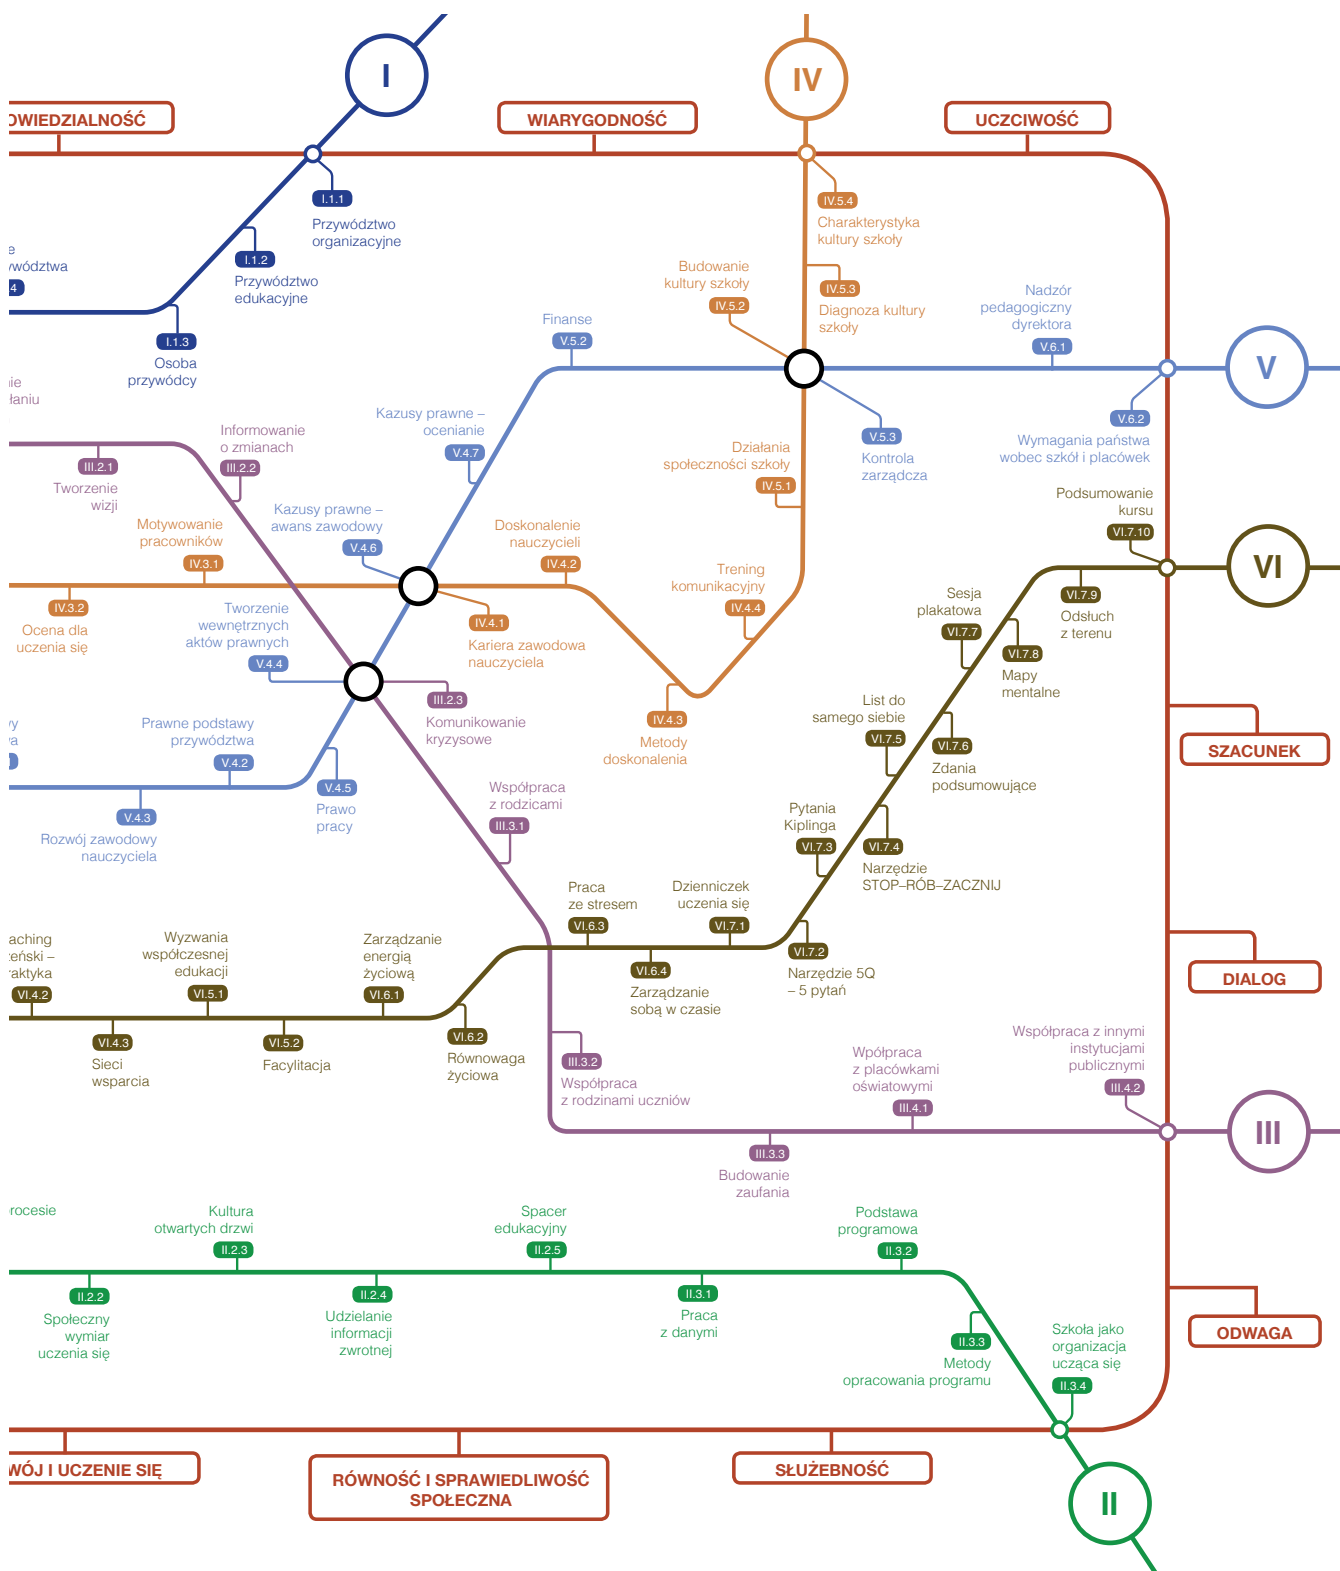 I
IV
WIARYGODNOŚĆ
UCZCIWOŚĆ
I.1.1
Przywództwo
organizacyjne
I.1.2
Przywództwo
edukacyjne
I.1.3
Osoba
przywódcy
IV.5.4
Charakterystyka
kultury szkoły
Budowanie
kultury szkoły
IV.5.2
IV.5.3
Diagnoza kultury
szkoły
Nadzór
pedagogiczny
dyrektora
V.6.1
Finanse
V.5.2
V
V.6.2
Wymagania państwa
wobec szkół i placówek
Kazusy prawne –
ocenianie
V.4.7
V.5.3
Kontrola
zarządcza
Informowanie
o zmianach
III.2.2
III.2.1
Tworzenie
wizji
Działania
społeczności szkoły
IV.5.1
Podsumowanie
kursu
VI.7.10
VI
Kazusy prawne –
awans zawodowy
V.4.6
Motywowanie
pracowników
IV.3.1
Doskonalenie
nauczycieli
IV.4.2
Trening
komunikacyjny
IV.4.4
IV.3.2
Ocena dla
uczenia się
Tworzenie
wewnętrznych
aktów prawnych
V.4.4
IV.4.1
Kariera zawodowa
nauczyciela
Sesja
plakatowa
VI.7.7
VI.7.9
Odsłuch
z terenu
VI.7.8
Mapy
mentalne
III.2.3
Komunikowanie
kryzysowe
IV.4.3
Metody
doskonalenia
List do
samego siebie
VI.7.5
VI.7.6
Zdania
podsumowujące
SZACUNEK
Prawne podstawy
przywództwa
V.4.2
V.4.5
Prawo
pracy
V.4.3
Rozwój zawodowy
nauczyciela
Współpraca
z rodzicami
III.3.1
Pytania
Kiplinga
VI.7.3
VI.7.4
Narzędzie
STOP–RÓB–ZACZNIJ
Praca
ze stresem
VI.6.3
Dzienniczek
uczenia się
VI.7.1
VI.7.2
Narzędzie 5Q
– 5 pytań
VI.6.4
Zarządzanie
sobą w czasie
DIALOG
VI.4.2
Wyzwania
współczesnej
edukacji
VI.5.1
Zarządzanie
energią
życiową
VI.6.1
VI.4.3
Sieci
wsparcia
VI.5.2
Facylitacja
VI.6.2
Równowaga
życiowa
III.3.2
Współpraca
z rodzinami uczniów
Wpółpraca
z placówkami
oświatowymi
III.4.1
Współpraca z innymi
instytucjami
publicznymi
III.4.2
III
III.3.3
Budowanie
zaufania
Kultura
otwartych drzwi
II.2.3
Spacer
edukacyjny
II.2.5
Podstawa
programowa
II.3.2
II.2.2
Społeczny
wymiar
uczenia się
II.2.4
Udzielanie
informacji
zwrotnej
II.3.1
Praca
z danymi
II.3.3
Metody
opracowania programu
Szkoła jako
organizacja
ucząca się
II.3.4
ODWAGA
WÓJ I UCZENIE SIĘ
RÓWNOŚĆ I SPRAWIEDLIWOŚĆ
SPOŁECZNA
SŁUŻEBNOŚĆ
II